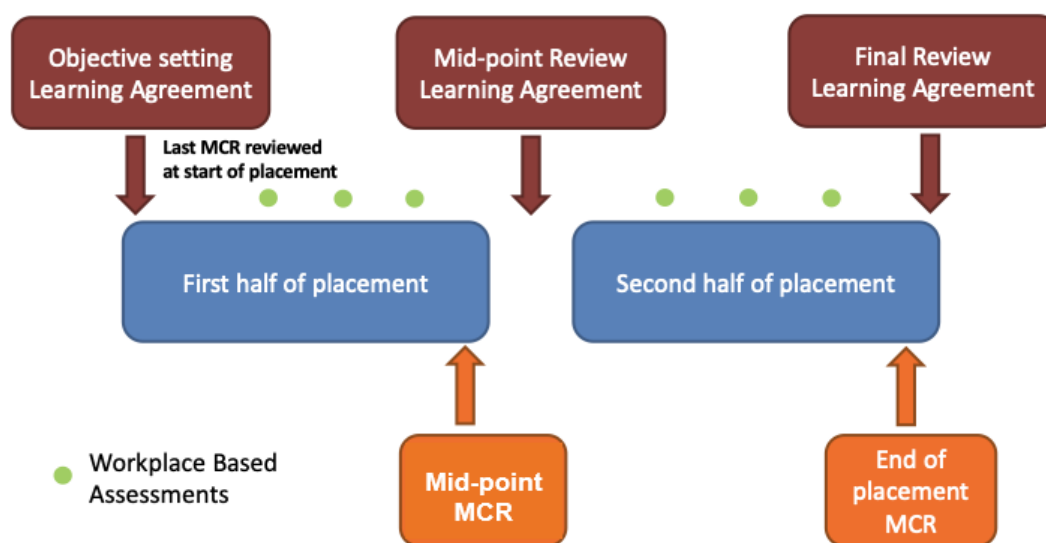 Objective setting
Learning Agreement
Mid-point Review
Learning Agreement
Final Review
Learning Agreement
Last MCR reviewed
at start of placement
First half of placement
Second half of placement
Workplace Based
Assessments
Mid-point
MCR
End of
placement
MCR